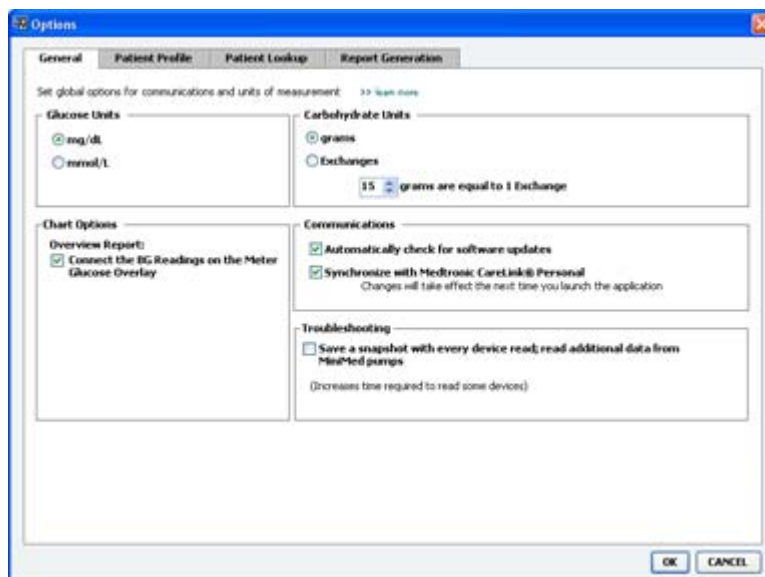 Options
General Patient Profile Patient Lookup Report Generation
Set global options for communications and units of measurement >> learn more
Glucose Units
mg/dL
mmol/L
Carbohydrate Units
grams
Exchanges
15 grams are equal to 1 Exchange
Chart Options
Overview Report:
Connect the BG Readings on the Meter
Glucose Overlay
Communications
Automatically check for software updates
Synchronize with Medtronic CareLink® Personal
Changes will take effect the next time you launch the application
Troubleshooting
Save a snapshot with every device read; read additional data from
MiniMed pumps
(Increases time required to read some devices)
OK CANCEL